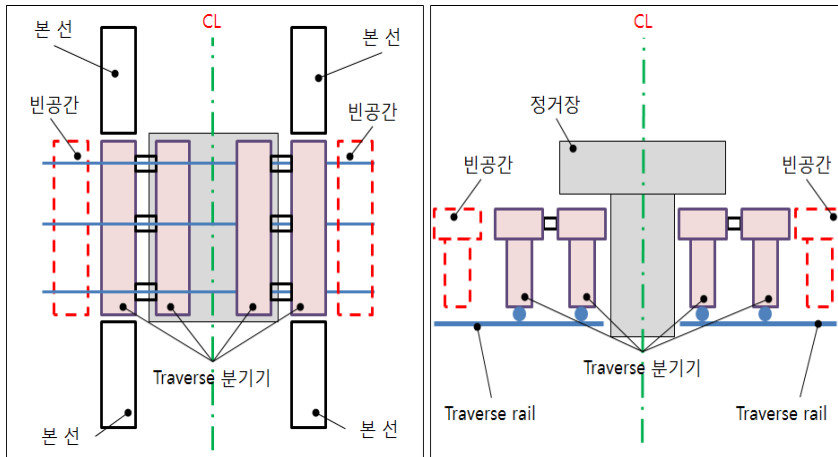 CL
본 선
본 선
빈공간
빈공간
Traverse 분기기
본 선
본 선
CL
정거장
빈공간
빈공간
Traverse 분기기
Traverse rail
Traverse rail